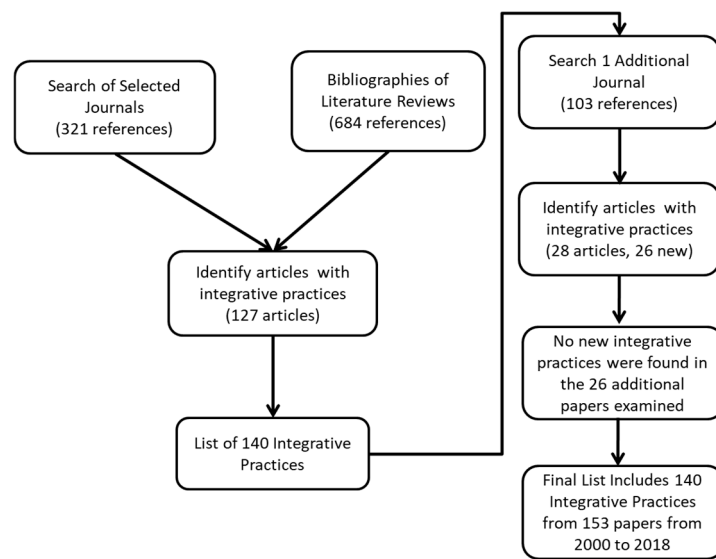 Search of Selected
Journals
(321 references)
Bibliographies of
Literature Reviews
(684 references)
Identify articles with
integrative practices
(127 articles)
List of 140 Integrative
Practices
Search 1 Additional
Journal
(103 references)
Identify articles with
integrative practices
(28 articles, 26 new)
No new integrative
practices were found in
the 26 additional
papers examined
Final List Includes 140
Integrative Practices
from 153 papers from
2000 to 2018